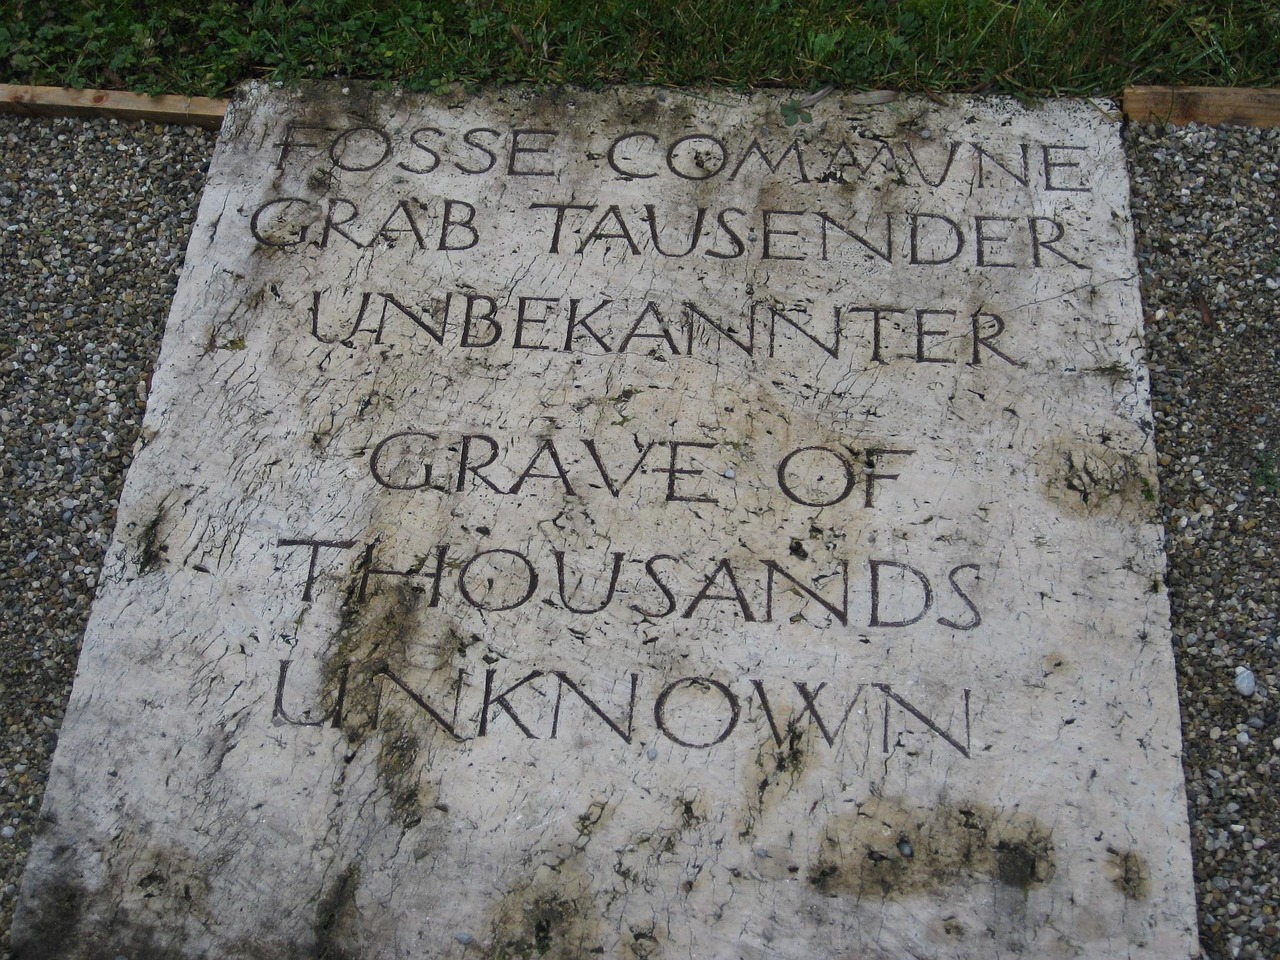 FOSSE COMMUNE
GRAB TAUSENDER
UNBEKANNTER
GRAVE OF
THOUSANDS
UNKNOWN